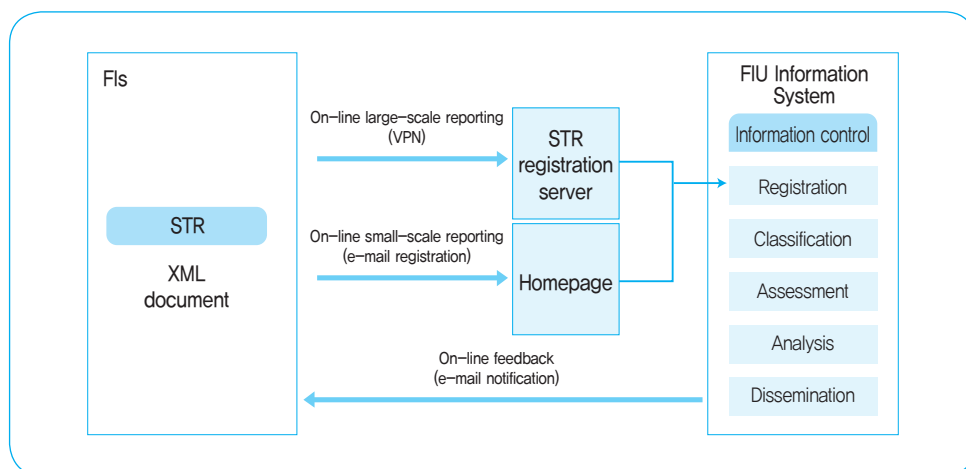 FIs
STR
XML
document
On-line large-scale reporting
(VPN)
On-line small-scale reporting
(e-mail registration)
STR
registration
server
Homepage
On-line feedback
(e-mail notification)
FIU Information
System
Information control
Registration
Classification
Assessment
Analysis
Dissemination